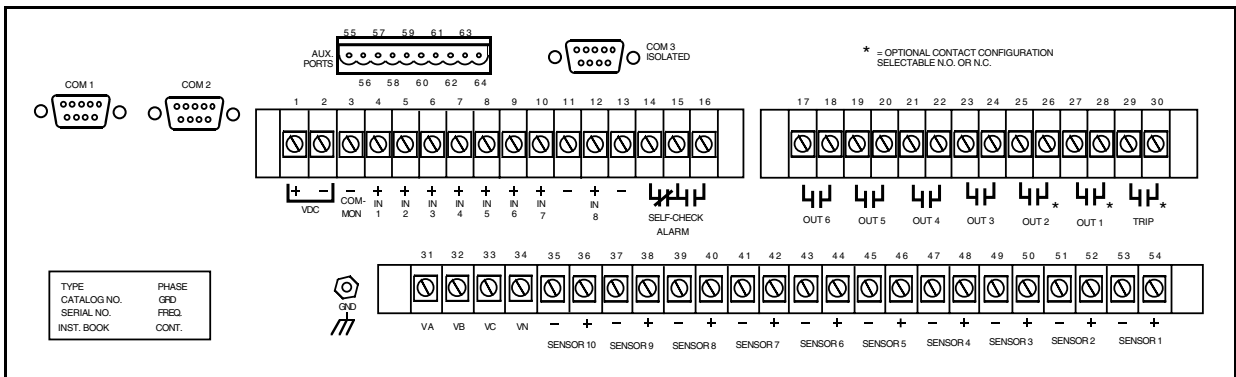 55 57 59 61 63
AUX.
PORTS
56 58 60 62 64
COM 3
ISOLATED
* = OPTIONAL CONTACT CONFIGURATION
SELECTABLE N.O. OR N.C.
COM 1
COM 2
1 2 3 4 5 6 7 8 9 10 11 12 13 14 15 16
17 18 19 20 21 22 23 24 25 26 27 28 29 30
+ − − + + + + + + + − + −
VDC
COM-
MON
IN
1
IN
2
IN
3
IN
4
IN
5
IN
6
IN
7
IN
8
SELF-CHECK
ALARM
OUT 6
OUT 5
OUT 4
OUT 3
OUT 2 *
OUT 1 *
TRIP *
31 32 33 34 35 36 37 38 39 40 41 42 43 44 45 46 47 48 49 50 51 52 53 54
VA VB VC VN − + − + − + − + − + − + − + − + − + − +
SENSOR 10 SENSOR 9 SENSOR 8 SENSOR 7 SENSOR 6 SENSOR 5 SENSOR 4 SENSOR 3 SENSOR 2 SENSOR 1
GND
TYPE PHASE
CATALOG NO. GRD
SERIAL NO. FREQ.
INST. BOOK CONT.